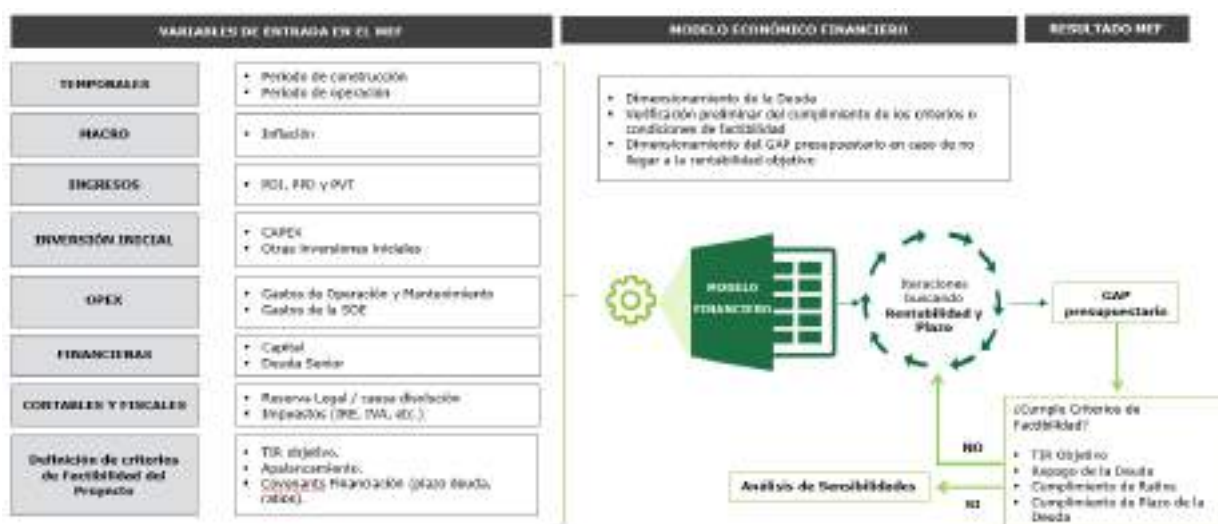 VARIABLES DE ENTRADA EN EL MEF
MODELO ECONÓMICO FINANCIERO
RESULTADO MEF
TEMPORALES
• Periodo de construcción
• Periodo de operación
MACRO
• Inflación
INGRESOS
• PDI, PPD y PVT
INVERSIÓN INICIAL
• CAPEX
• Otras inversiones iniciales
OPEX
• Gastos de Operación y Mantenimiento
• Gastos de la SOE
FINANCIERAS
• Capital
• Deuda Senior
CONTABLES Y FISCALES
• Reserva Legal / causa disolución
• Impuestos (IRE, IVA, etc.)
Definición de criterios
de Factibilidad del
Proyecto
• TIR objetivo.
• Apalancamiento.
• Covenants Financiación (plazo deuda,
ratios)
• Dimensionamiento de la Deuda
• Verificación preliminar del cumplimiento de los criterios o
condiciones de factibilidad
• Dimensionamiento del GAP presupuestario en caso de no
llegar a la rentabilidad objetivo
MODELO
FINANCIERO
Iteraciones
buscando
Rentabilidad y
Plazo
GAP
presupuestario
¿Cumple Criterios de
Factibilidad?
• TIR Objetivo
• Repago de la Deuda
• Cumplimiento de Ratios
• Cumplimiento de Plazo de la
Deuda
NO
Análisis de Sensibilidades